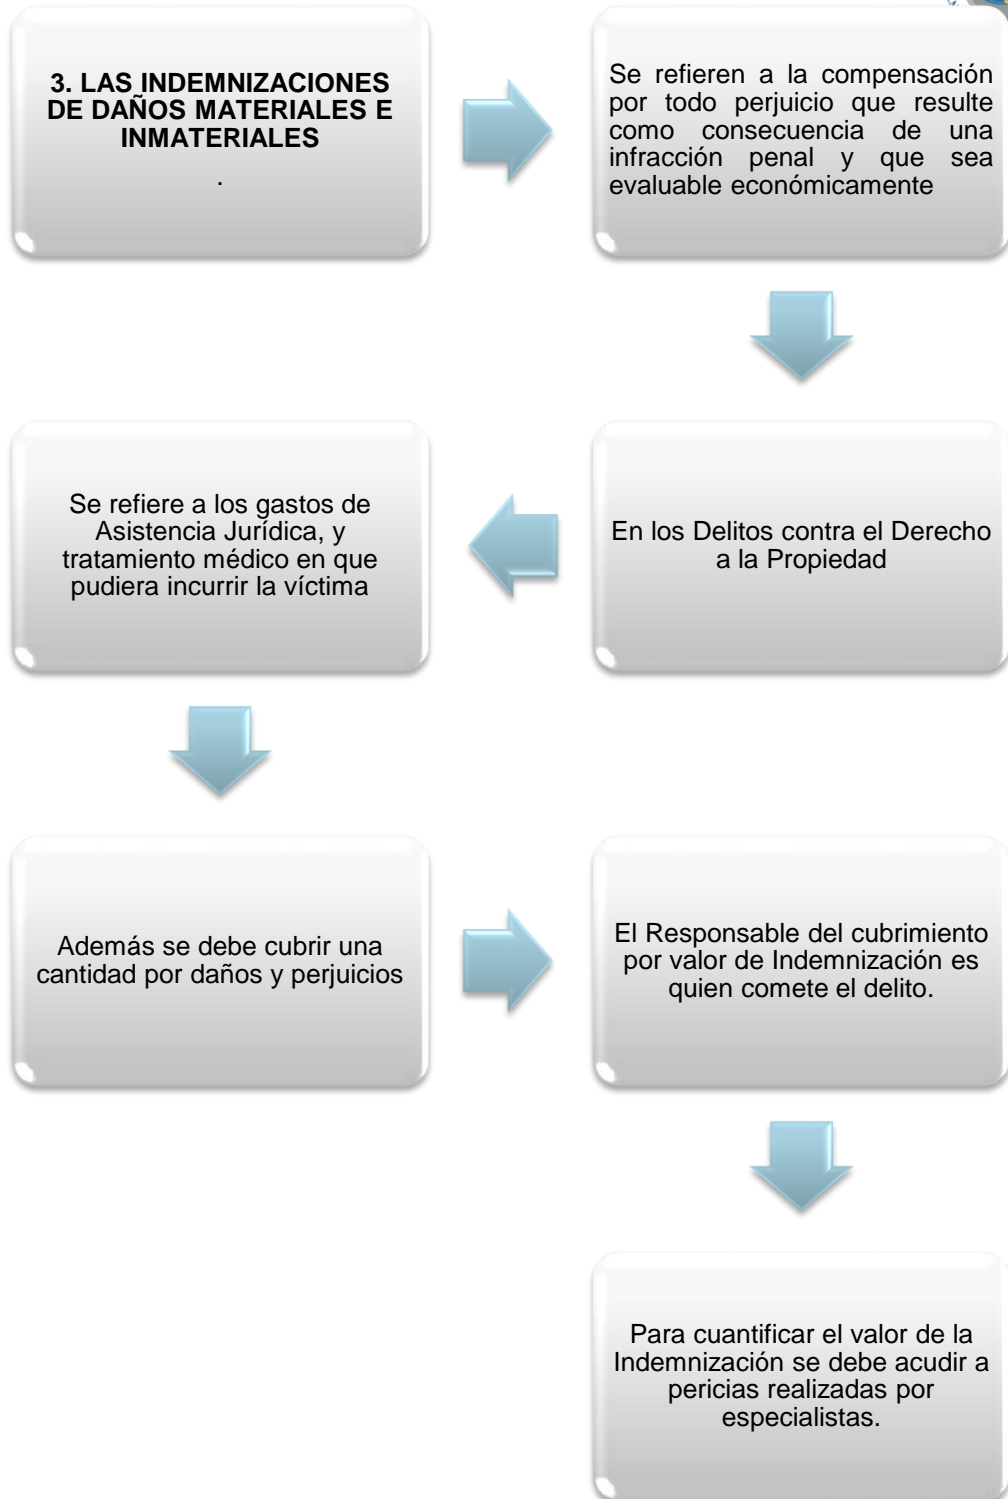 3. LAS INDEMNIZACIONES
DE DAÑOS MATERIALES E
INMATERIALES
.
Se refieren a la compensación
por todo perjuicio que resulte
como consecuencia de una
infracción penal y que sea
evaluable económicamente
En los Delitos contra el Derecho
a la Propiedad
Se refiere a los gastos de
Asistencia Jurídica, y
tratamiento médico en que
pudiera incurrir la víctima
Además se debe cubrir una
cantidad por daños y perjuicios
El Responsable del cubrimiento
por valor de Indemnización es
quien comete el delito.
Para cuantificar el valor de la
Indemnización se debe acudir a
pericias realizadas por
especialistas.